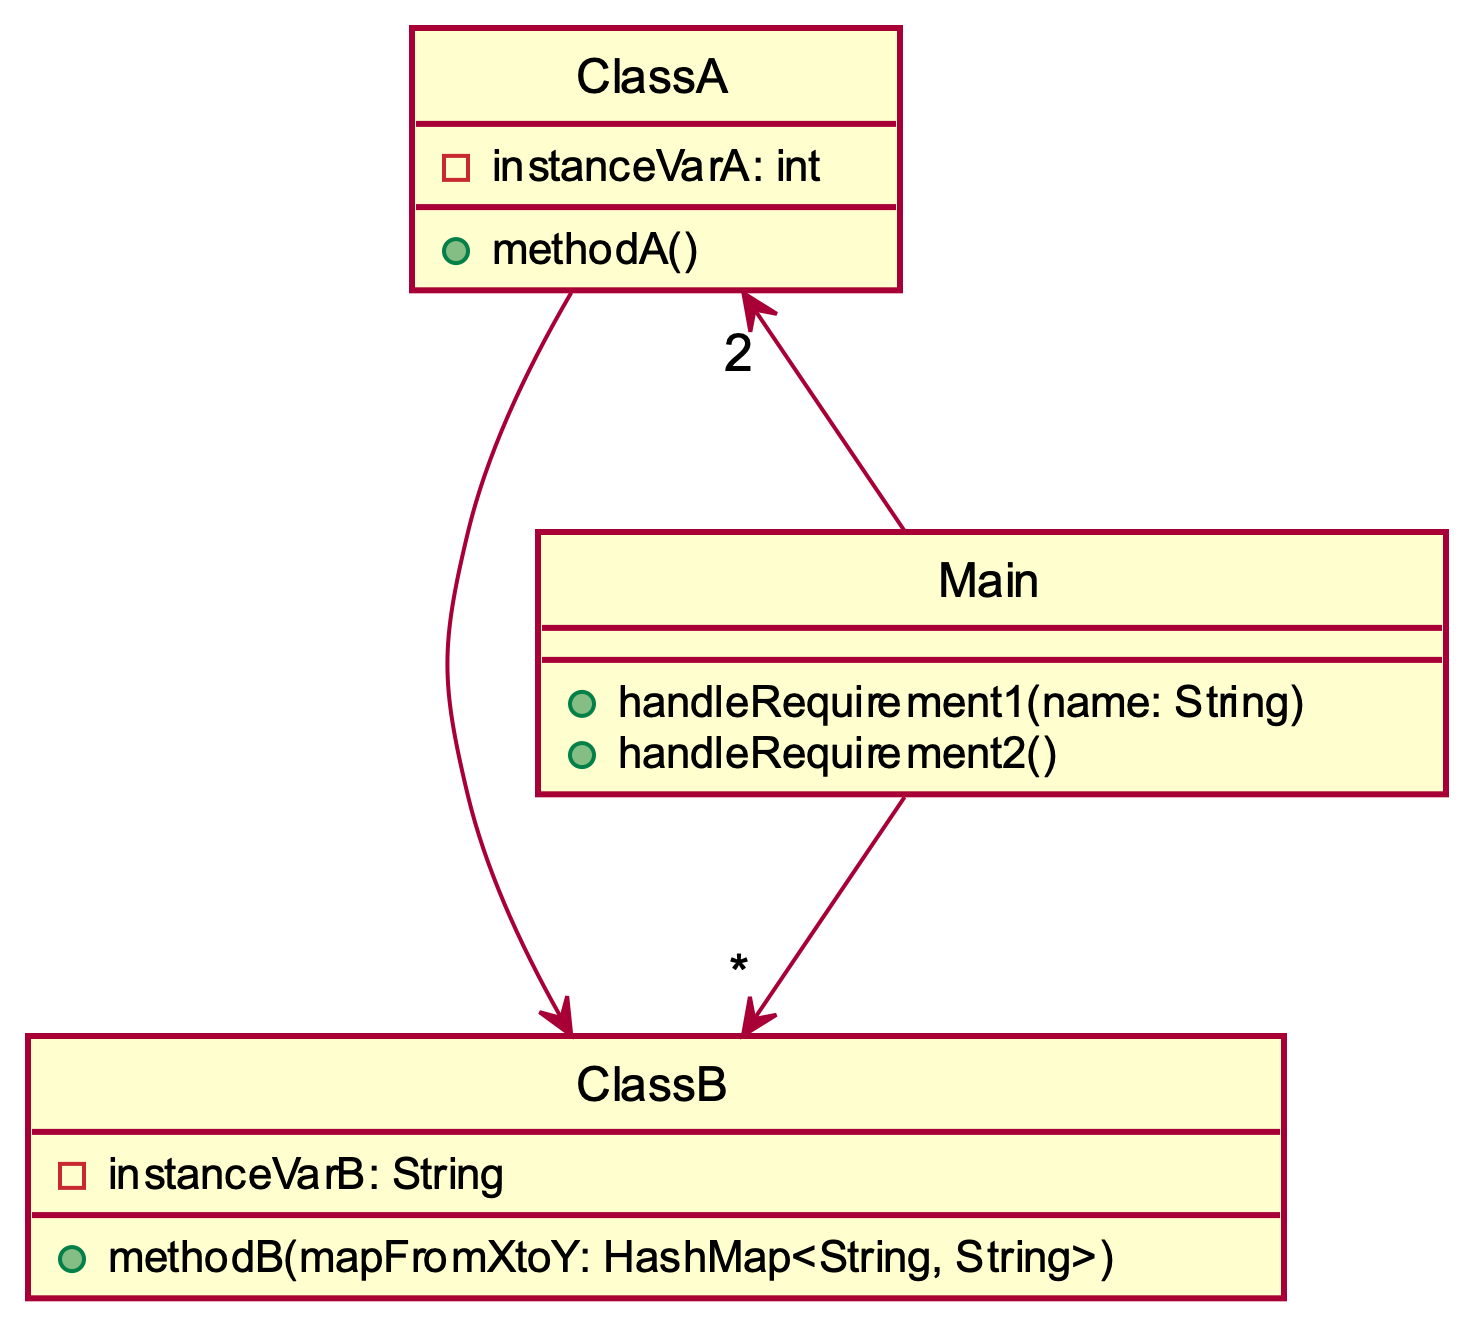 ClassA
instanceVarA: int
methodA()
2
Main
handleRequirement1(name: String)
handleRequirement2()
*
ClassB
instanceVarB: String
methodB(mapFromXtoY: HashMap<String, String>)